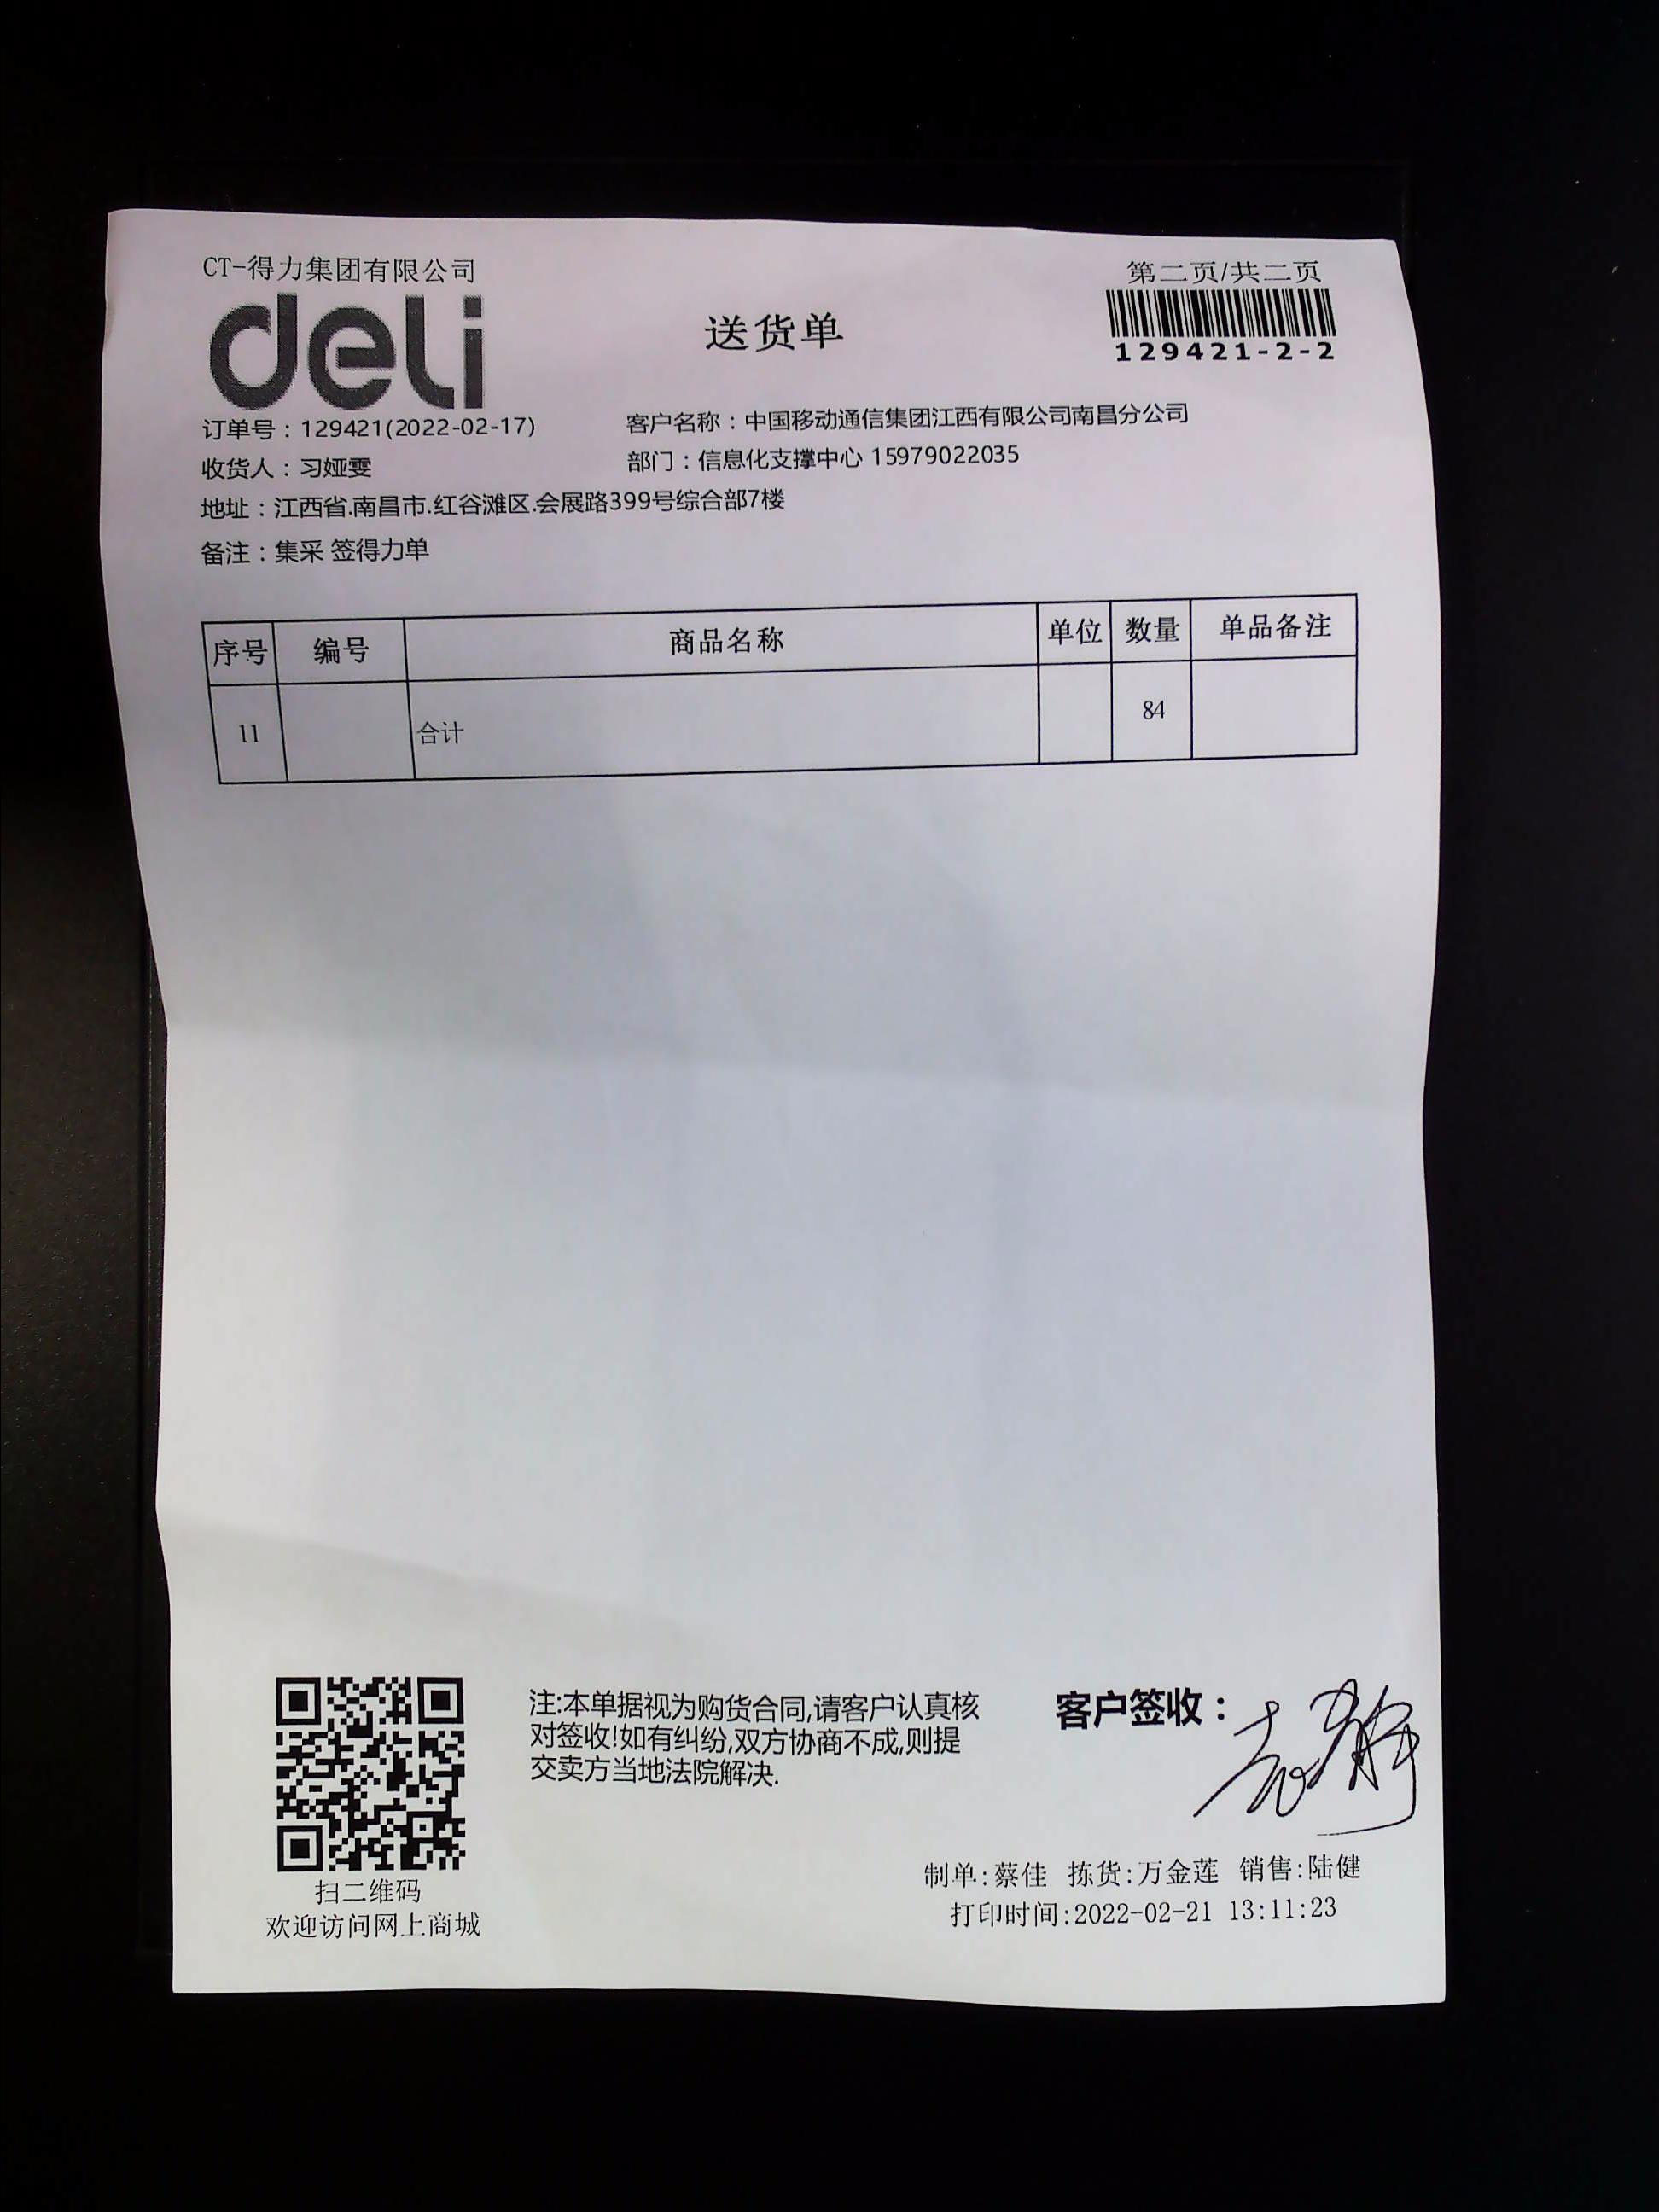 CT-得力集团有限公司
第二页/共二页
deli
送货单
129421-2-2
订单号：129421(2022-02-17)
客户名称：中国移动通信集团江西有限公司南昌分公司
收货人：习娅雯
部门：信息化支撑中心 15979022035
地址：江西省.南昌市.红谷滩区.会展路399号综合部7楼
备注：集采 签得力单
序号 编号 商品名称 单位 数量 单品备注
11 合计 84
注:本单据视为购货合同,请客户认真核
对签收!如有纠纷,双方协商不成,则提
交卖方当地法院解决.
客户签收：
扫二维码
欢迎访问网上商城
制单:蔡佳 拣货:万金莲 销售:陆健
打印时间:2022-02-21 13:11:23